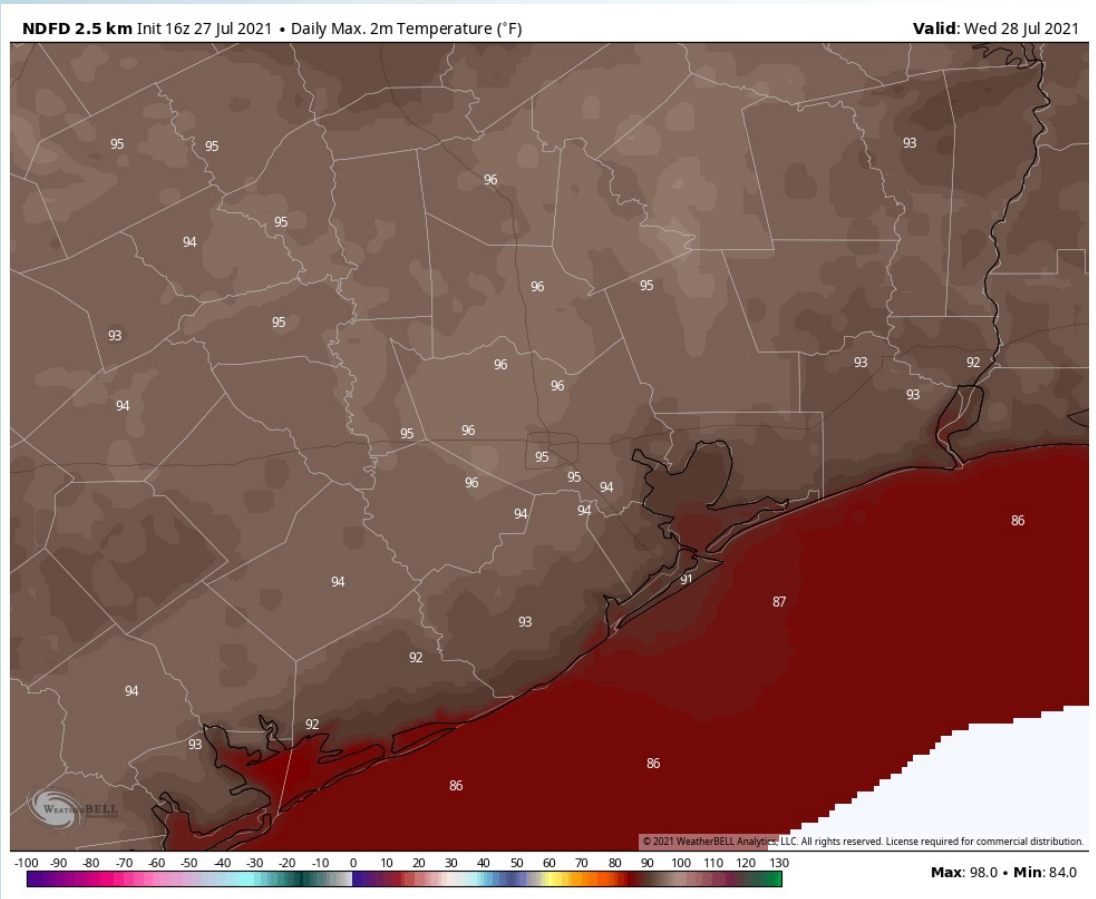 NDFD 2.5 km Init 16z 27 Jul 2021 • Daily Max. 2m Temperature (˚F) Valid: Wed 28 Jul 2021
95 95 93
96
95
94
96 95
95
93
96 93 92
96 93
94
95 96
95
96 95 94
94 94
86
91
94
87
93
92
94
92
93
86
86
WEATHERBELL
© 2021 WeatherBELL Analytics, LLC. All rights reserved. License required for commercial distribution.
-100 -90 -80 -70 -60 -50 -40 -30 -20 -10 0 10 20 30 40 50 60 70 80 90 100 110 120 130
Max: 98.0 • Min: 84.0